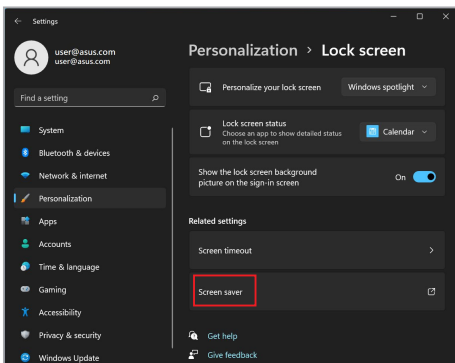 Settings
user@asus.com
user@asus.com
Find a setting
System
Bluetooth & devices
Network & internet
Personalization
Apps
Accounts
Time & language
Gaming
Accessibility
Privacy & security
Windows Update
Personalization > Lock screen
Personalize your lock screen
Windows spotlight
Lock screen status
Choose an app to show detailed status
on the lock screen
Calendar
Show the lock screen background
picture on the sign-in screen
On
Related settings
Screen timeout
Screen saver
Get help
Give feedback